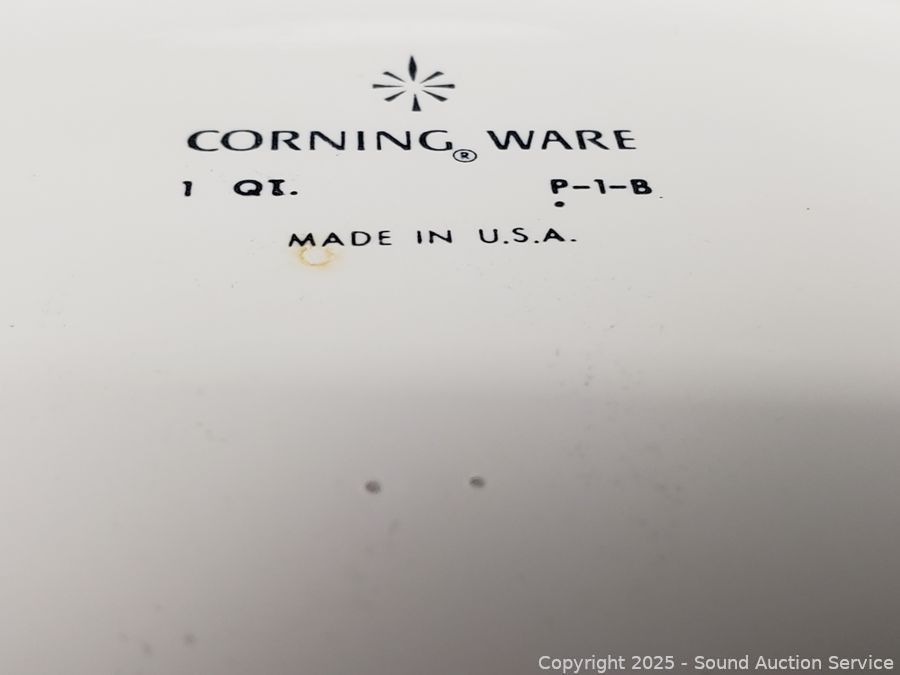 CORNING® WARE
1 QT. P-1-B
MADE IN U.S.A.
Copyright 2025 - Sound Auction Service